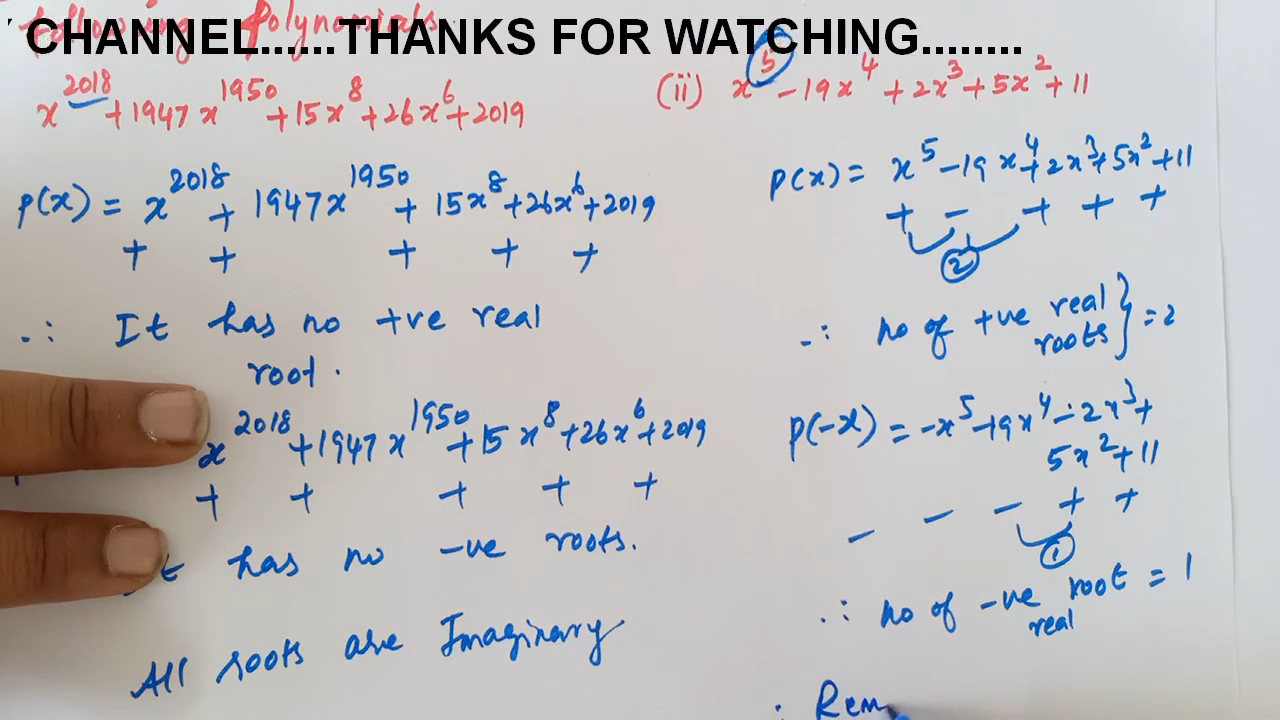 following Polynomials
CHANNEL......THANKS FOR WATCHING........
x^2018 + 1947x^1950 + 15x^8 + 26x^6 + 2019
p(x) = x^2018 + 1947x^1950 + 15x^8 + 26x^6 + 2019
+ + + + +
∴ It has no +ve real
root.
x^2018 + 1947x^1950 + 15x^8 + 26x^6 + 2019
+ + + + +
has no -ve roots.
All roots are Imaginary
(ii) x^5 - 19x^4 + 2x^3 + 5x^2 + 11
P(x) = x^5 - 19x^4 + 2x^3 + 5x^2 + 11
+ - + + +
2
∴ no of +ve real
roots } = 2
p(-x) = -x^5 - 19x^4 - 2x^3 +
5x^2 + 11
- - - + +
1
∴ no of -ve root = 1
real
∴ Rem